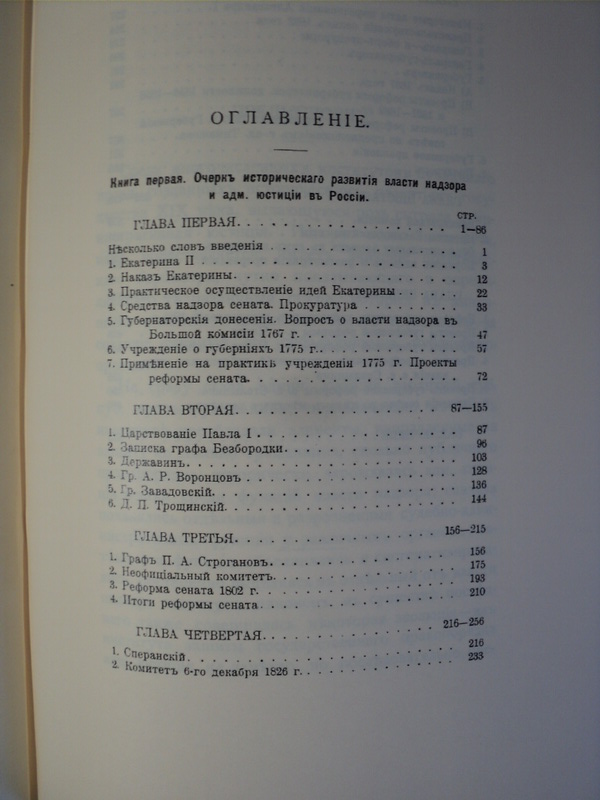 ОГЛАВЛЕНІЕ.
Книга первая. Очеркъ историческаго развитія власти надзора
и адм. юстиціи въ Россіи.
СТР.
ГЛАВА ПЕРВАЯ. 1—86
Нѣсколько словъ введенія 1
1. Екатерина II 3
2. Наказъ Екатерины. 12
3. Практическое осуществленіе идей Екатерины 22
4. Средства надзора сената. Прокуратура 33
5. Губернаторскія донесенія. Вопросъ о власти надзора въ
Большой комисіи 1767 г. 47
6. Учрежденіе о губерніяхъ 1775 г. 57
7. Примѣненіе на практикѣ учрежденія 1775 г. Проекты
реформы сената. 72
ГЛАВА ВТОРАЯ. 87—155
1. Царствованіе Павла I 87
2. Записка графа Безбородки 96
3. Державинъ 103
4. Гр. А. Р. Воронцовъ 128
5. Гр. Завадовскій 136
6. Д. П. Трощинскій 144
ГЛАВА ТРЕТЬЯ 156—215
1. Графъ П. А. Строгановъ 156
2. Неофиціальный комитетъ 175
3. Реформа сената 1802 г. 193
4. Итоги реформы сената 210
ГЛАВА ЧЕТВЕРТАЯ 216—256
1. Сперанскій 216
2. Комитетъ 6-го декабря 1826 г. 233